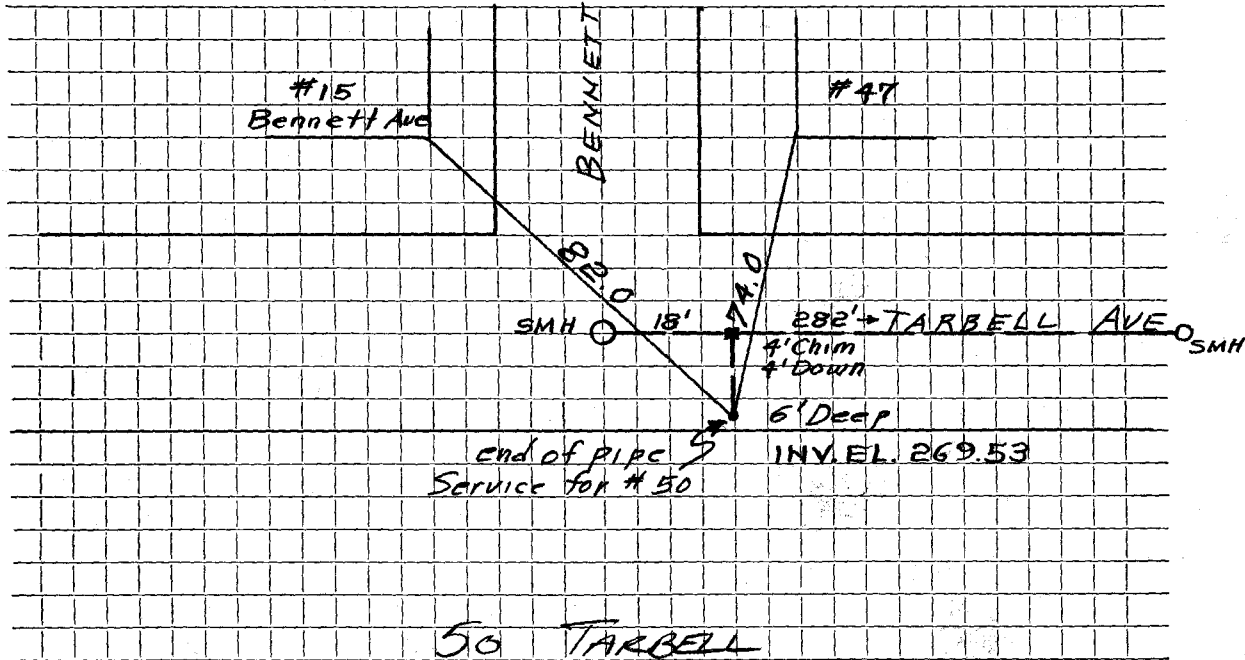 #15
Bennett Ave
BENNETT
#47
82.0
74.0
SMH
18'
282'→ TARBELL AVE
SMH
4' Chim
4' Down
6' Deep
end of pipe
INV. EL. 269.53
Service for #50
50 TARBELL